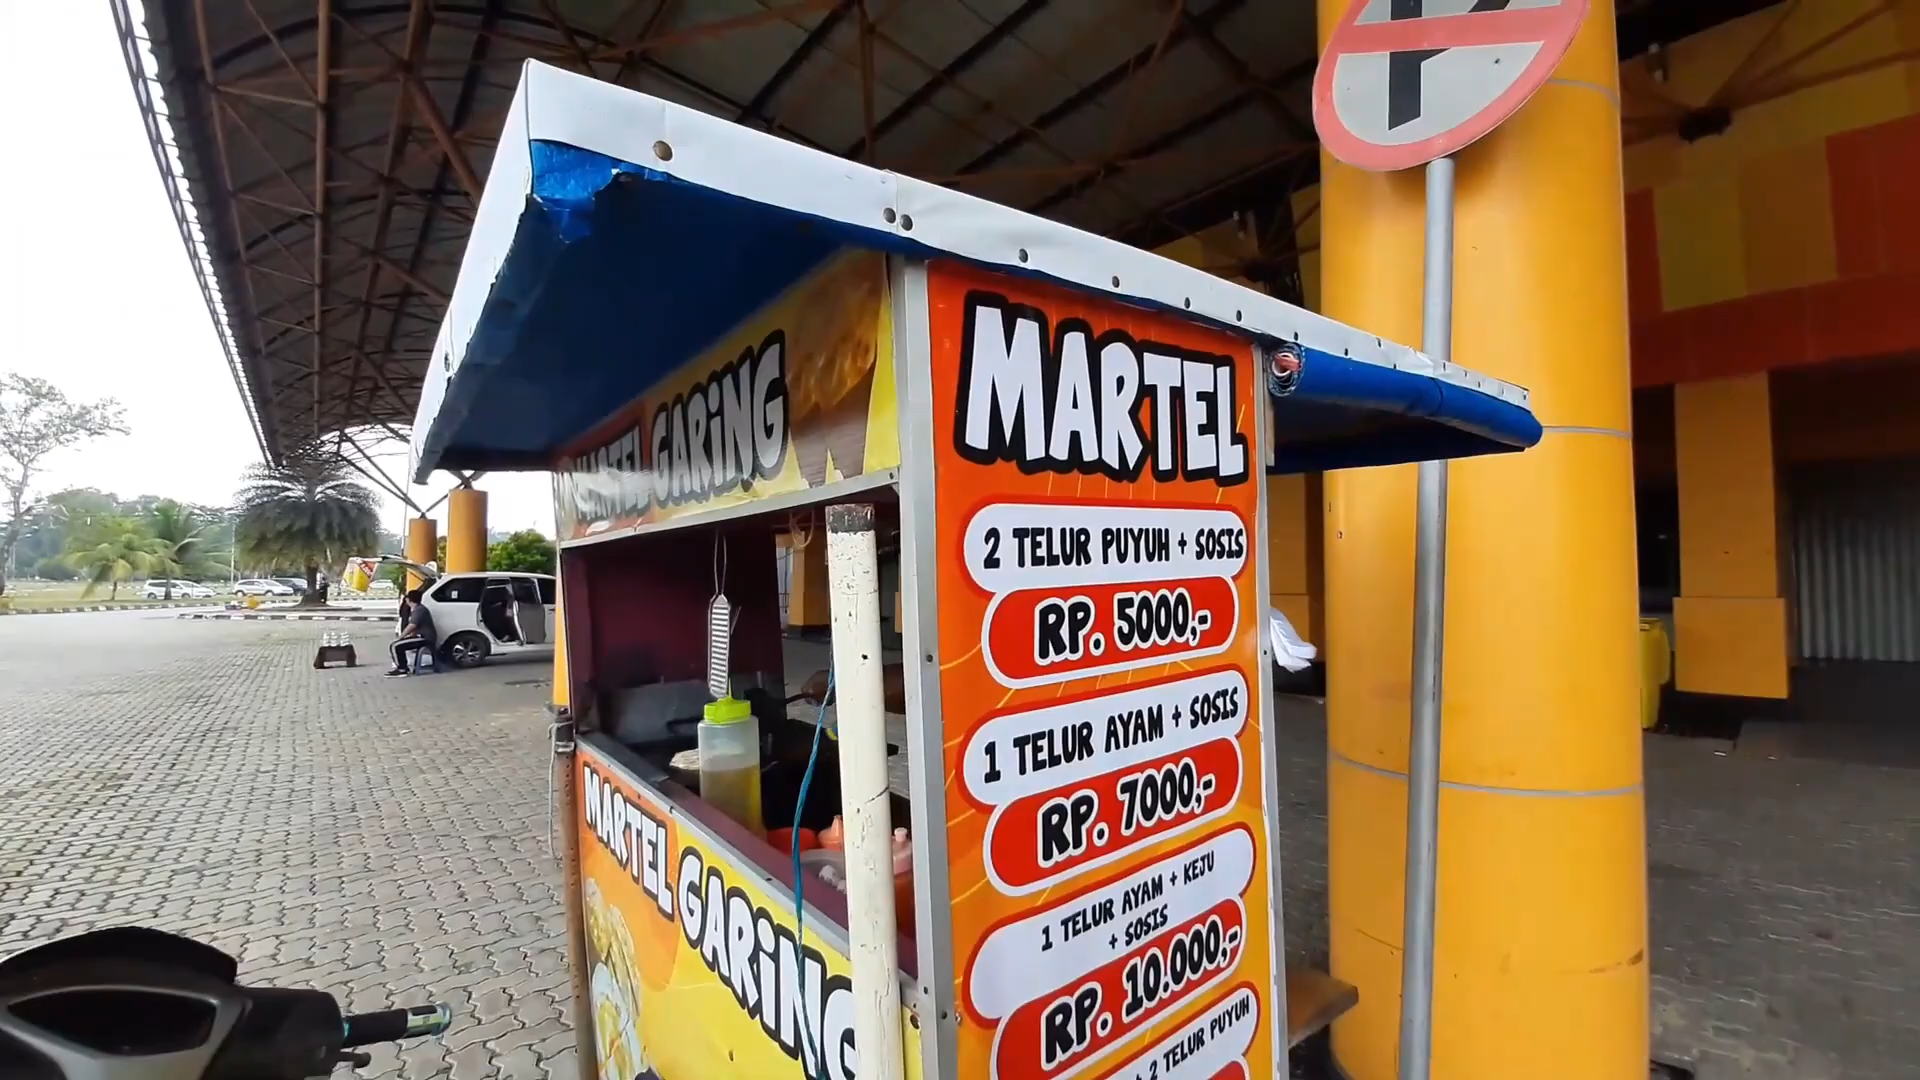 MARTEL GARING
MARTEL
2 TELUR PUYUH + SOSIS
RP. 5000,-
1 TELUR AYAM + SOSIS
RP. 7000,-
1 TELUR AYAM + KEJU
+ SOSIS
RP. 10.000,-
+ 2 TELUR PUYUH
MARTEL GARING